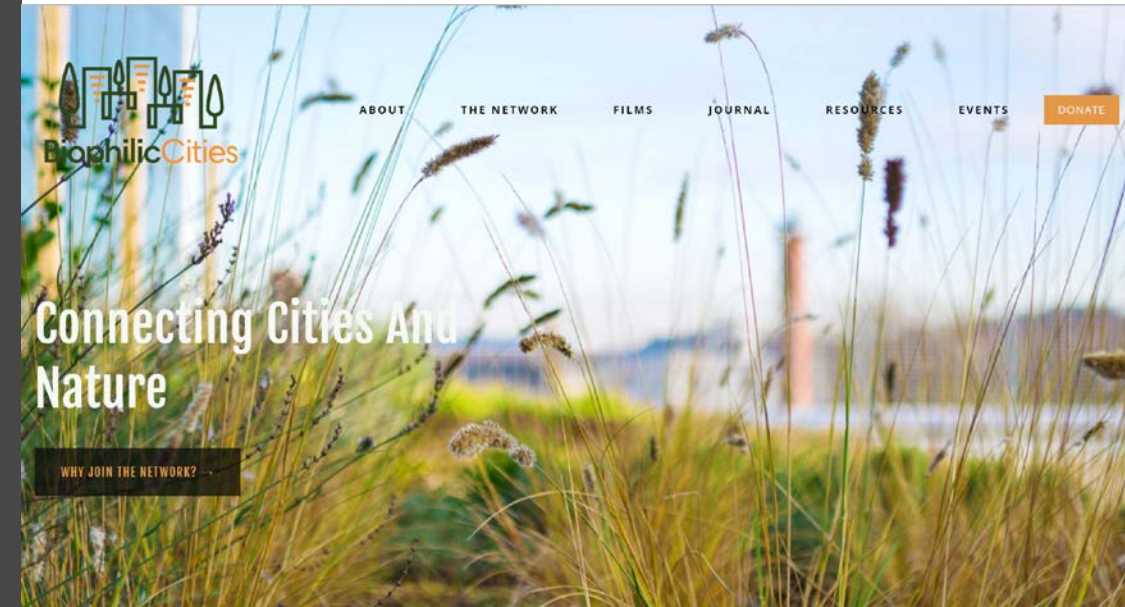 BiophilicCities
ABOUT
THE NETWORK
FILMS
JOURNAL
RESOURCES
EVENTS
DONATE
Connecting Cities And
Nature
WHY JOIN THE NETWORK? →